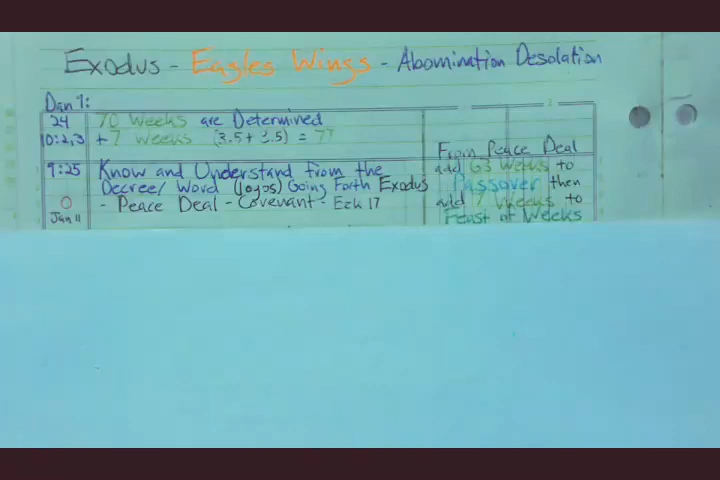 Exodus - Eagles Wings - Abomination Desolation
Dan 9:
24 70 Weeks are Determined
10:2,3 + 7 weeks (3.5 + 3.5) = 77
9:25 Know and Understand from the
Decree/Word (logos) Going Forth Exodus
0 - Peace Deal - Covenant - Ezk 17
Jan 11
From Peace Deal
add 63 Weeks to
Passover then
add 7 Weeks to
Feast of Weeks